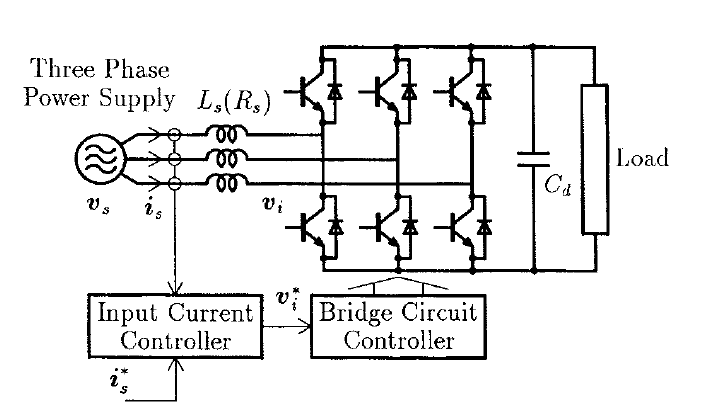 Three Phase
Power Supply
L_s(R_s)
Load
C_d
v_s
i_s
v_i
v_i^*
Input Current
Controller
Bridge Circuit
Controller
i_s^*